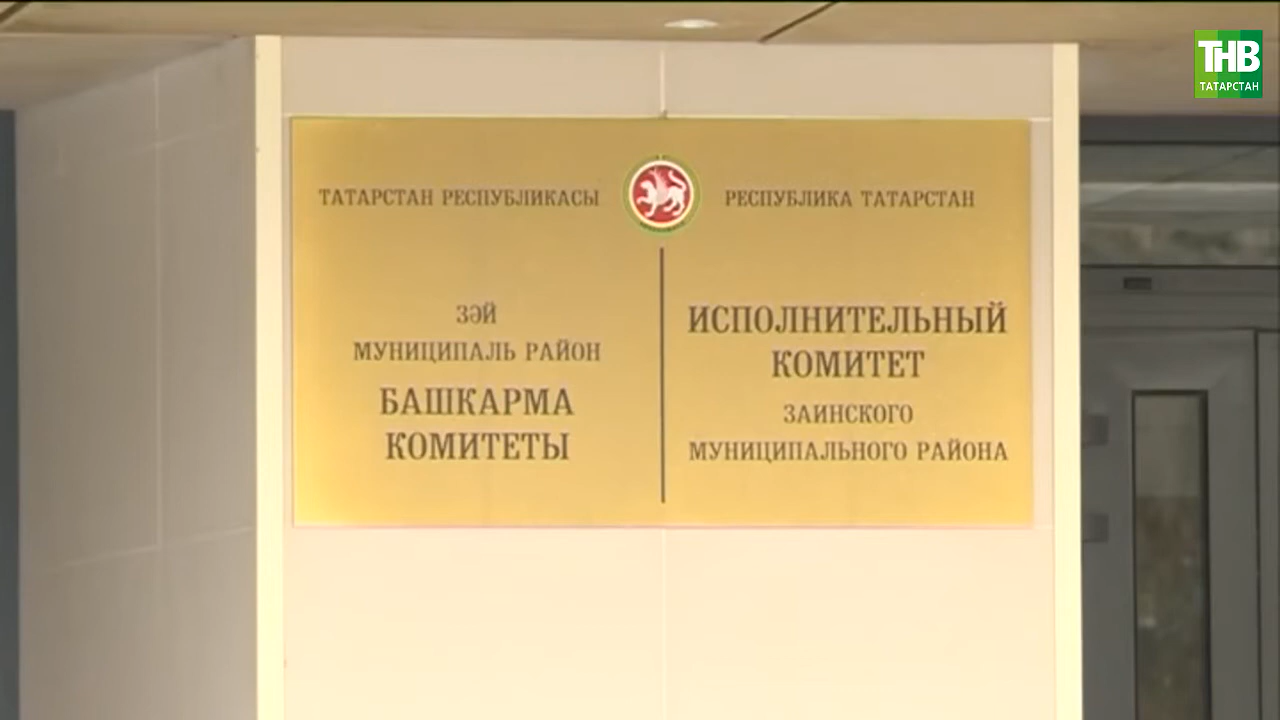 ТНВ
ТАТАРСТАН
ТАТАРСТАН РЕСПУБЛИКАСЫ
ЗӘЙ
МУНИЦИПАЛЬ РАЙОН
БАШКАРМА
КОМИТЕТЫ
РЕСПУБЛИКА ТАТАРСТАН
ИСПОЛНИТЕЛЬНЫЙ
КОМИТЕТ
ЗАИНСКОГО
МУНИЦИПАЛЬНОГО РАЙОНА